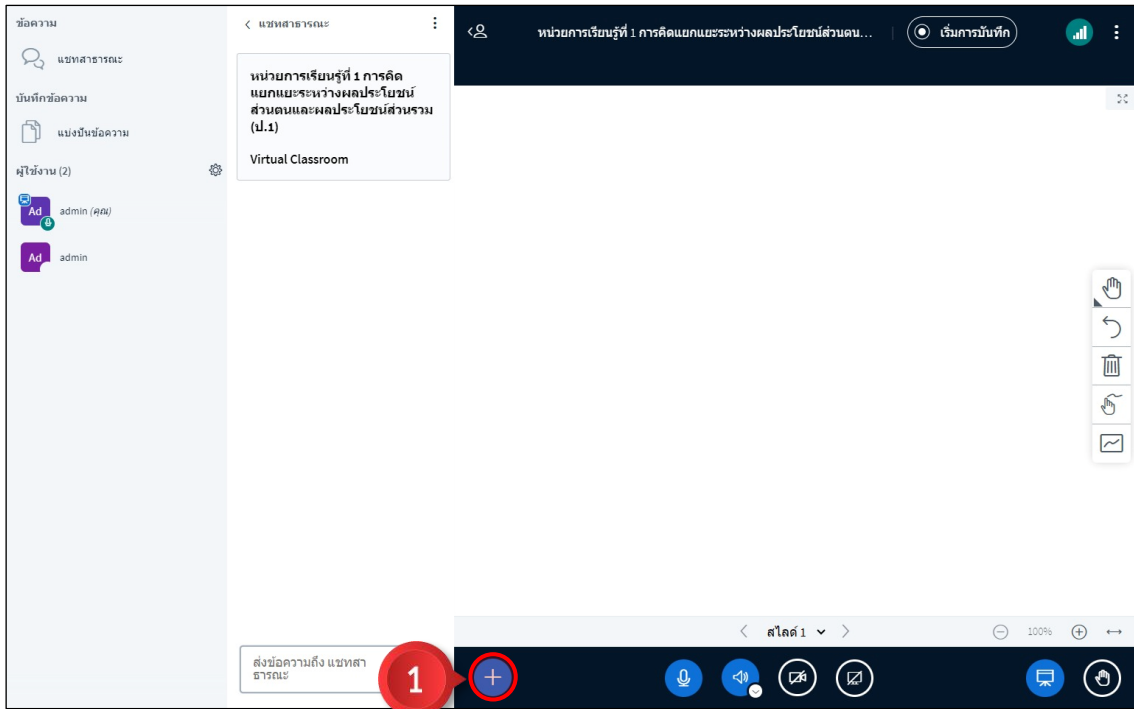 ข้อความ
แชทสาธารณะ
บันทึกข้อความ
แบ่งปันข้อความ
ผู้ใช้งาน (2)
Ad admin (คุณ)
Ad admin
แชทสาธารณะ
หน่วยการเรียนรู้ที่ 1 การคิด
แยกแยะระหว่างผลประโยชน์
ส่วนตนและผลประโยชน์ส่วนรวม
(ป.1)
Virtual Classroom
ส่งข้อความถึง แชทสา
ธารณะ
1
หน่วยการเรียนรู้ที่ 1 การคิดแยกแยะระหว่างผลประโยชน์ส่วนตน...
เริ่มการบันทึก
สไลด์ 1
100%